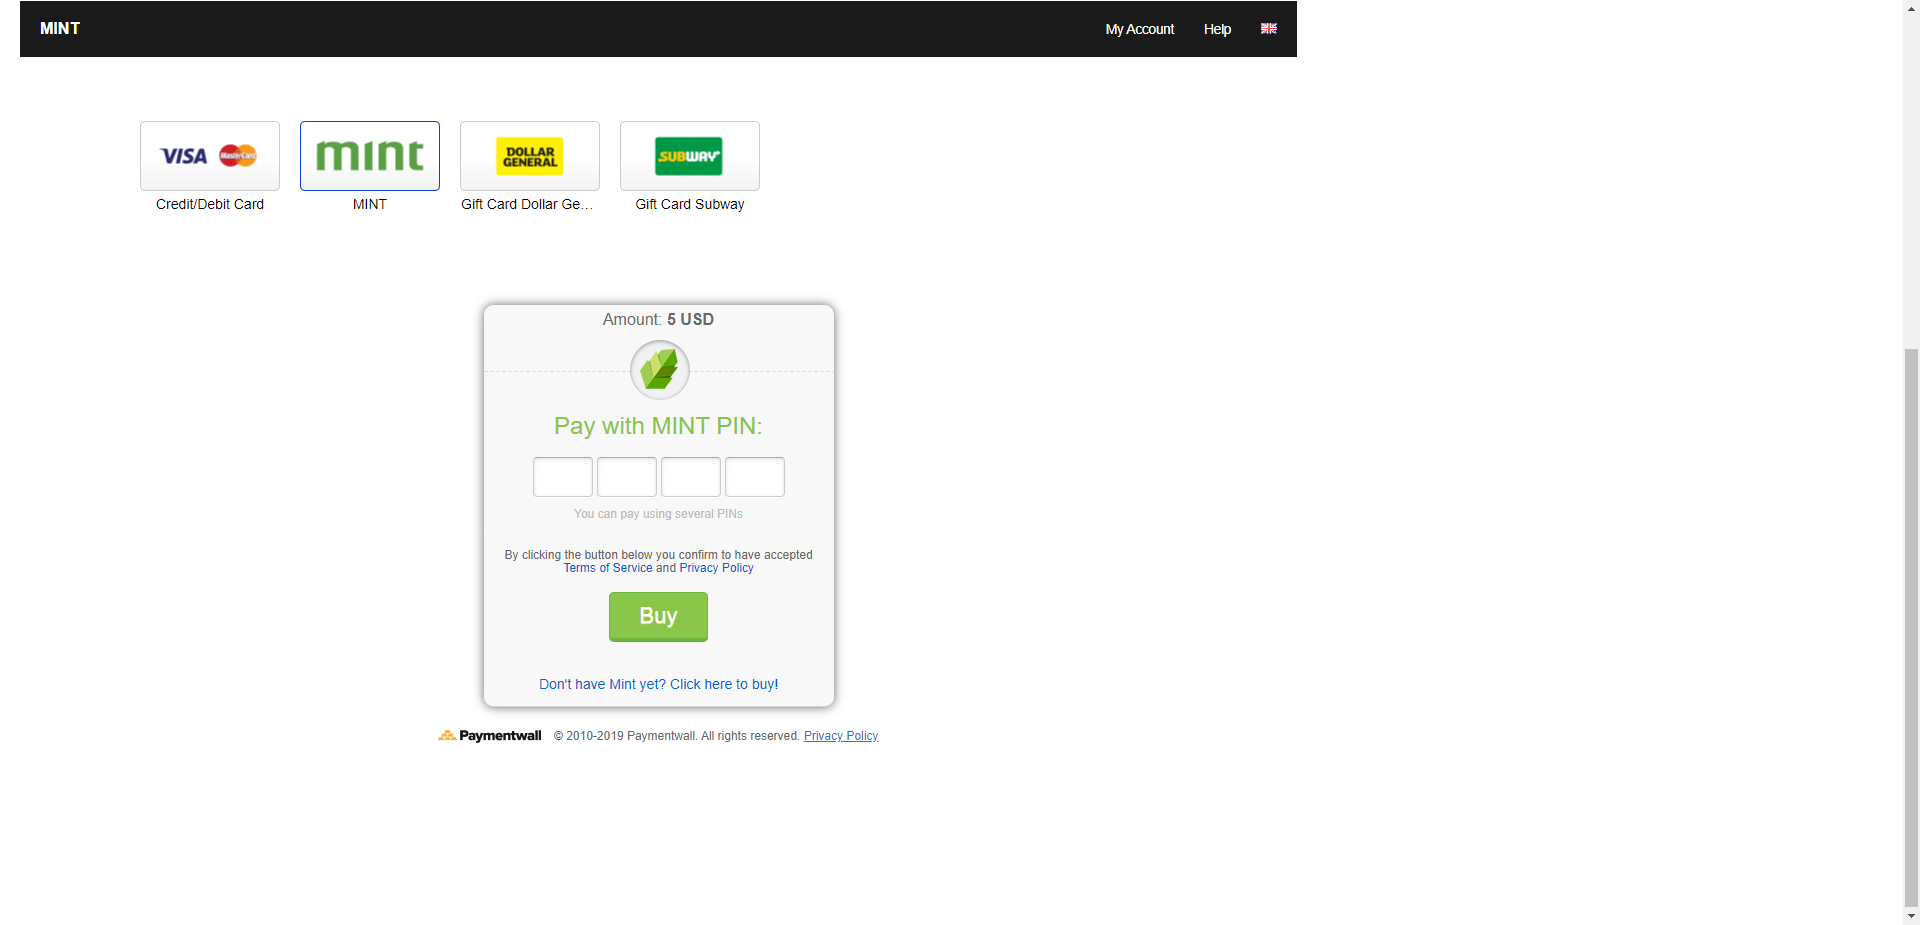 MINT
My Account
Help
VISA
MasterCard
mint
DOLLAR
GENERAL
SUBWAY
Credit/Debit Card
MINT
Gift Card Dollar Ge...
Gift Card Subway
Amount: 5 USD
Pay with MINT PIN:
You can pay using several PINs
By clicking the button below you confirm to have accepted
Terms of Service and Privacy Policy
Buy
Don't have Mint yet? Click here to buy!
Paymentwall © 2010-2019 Paymentwall. All rights reserved. Privacy Policy